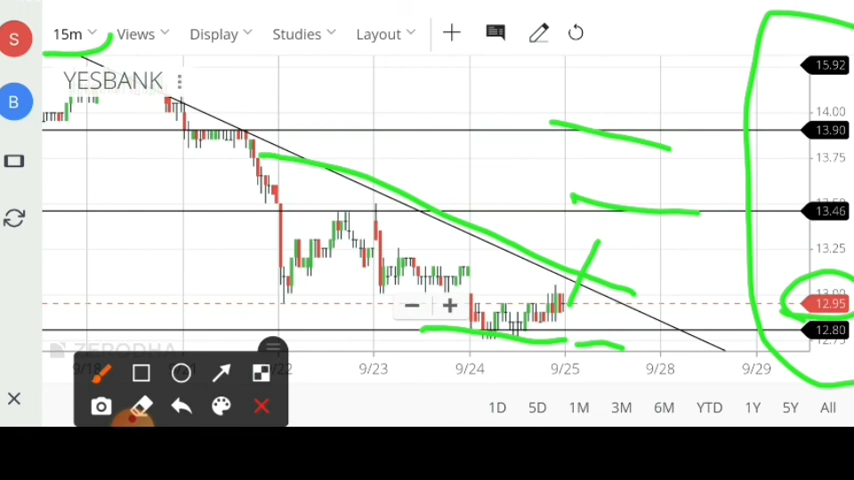 S 15m Views Display Studies Layout
YESBANK
B
15.92
14.00
13.90
13.75
13.46
13.25
12.95
12.80
ZERODHA
9/18 9/22 9/23 9/24 9/25 9/28 9/29
1D 5D 1M 3M 6M YTD 1Y 5Y All